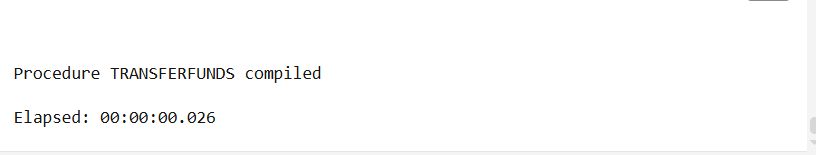 Procedure TRANSFERFUNDS compiled
Elapsed: 00:00:00.026